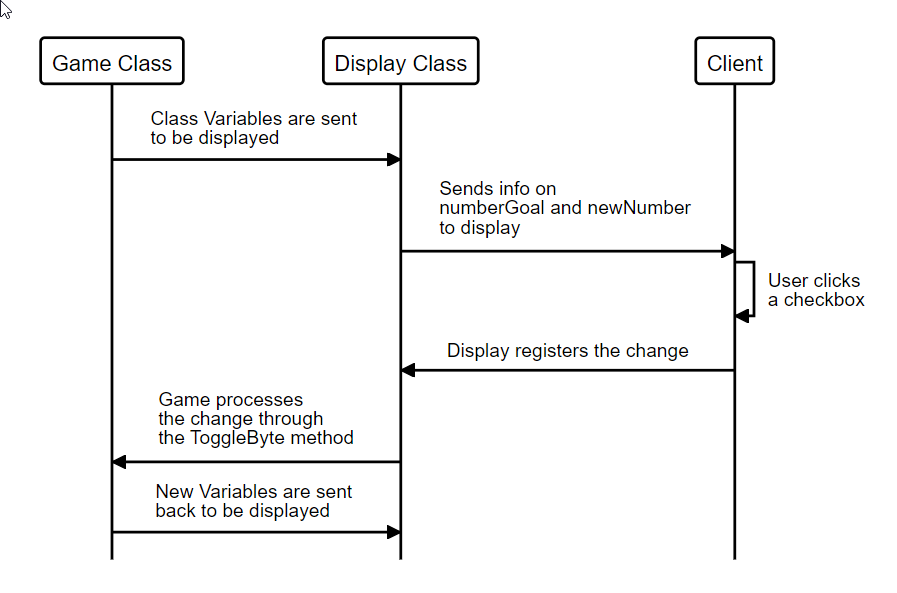 Game Class
Display Class
Client
Class Variables are sent
to be displayed
Sends info on
numberGoal and newNumber
to display
User clicks
a checkbox
Display registers the change
Game processes
the change through
the ToggleByte method
New Variables are sent
back to be displayed